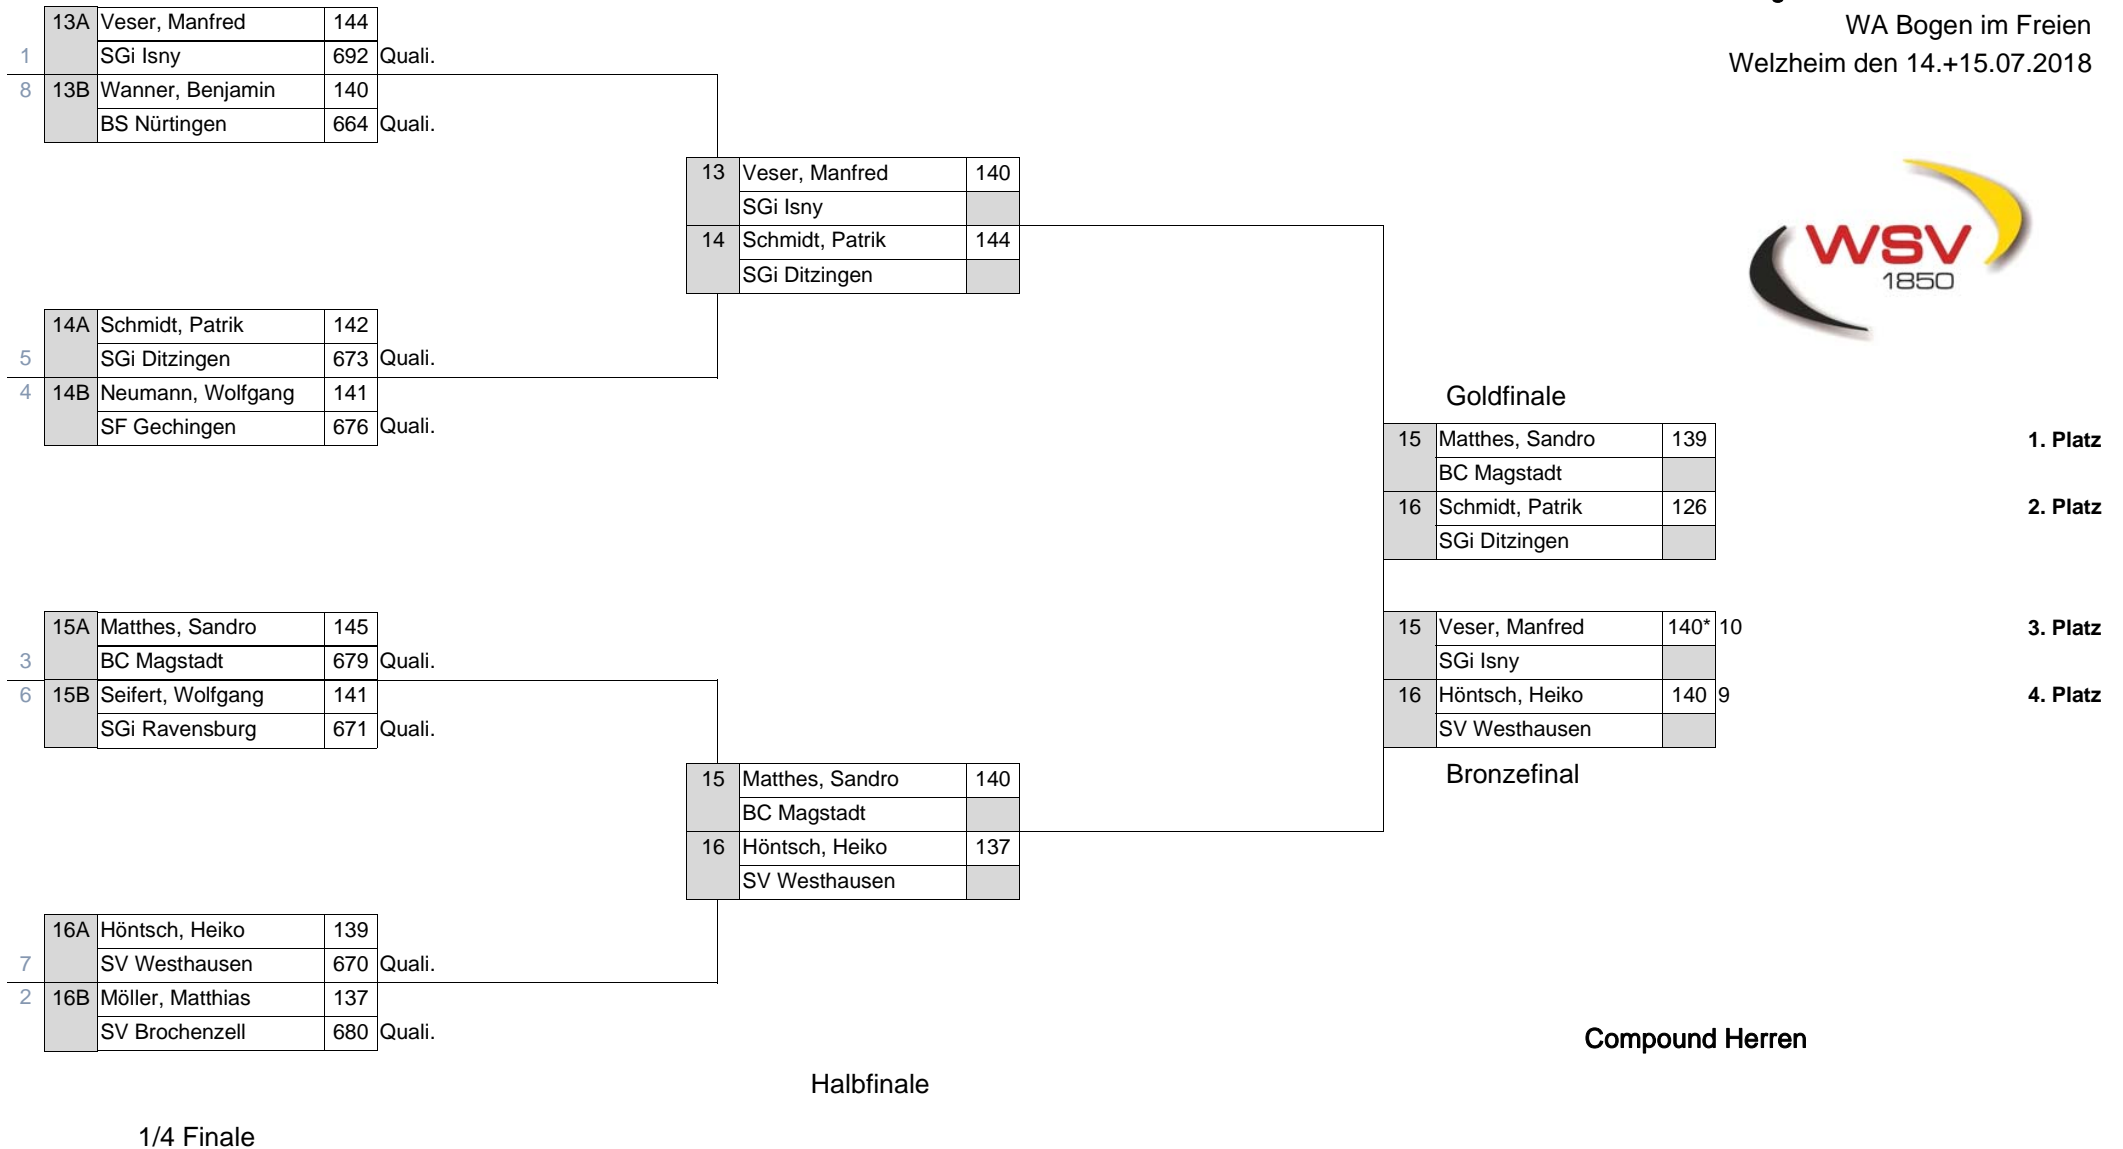 WA Bogen im Freien
Welzheim den 14.+15.07.2018
WSV
1850
13A Veser, Manfred 144
1 SGi Isny 692 Quali.
8 13B Wanner, Benjamin 140
BS Nürtingen 664 Quali.
13 Veser, Manfred 140
SGi Isny
14 Schmidt, Patrik 144
SGi Ditzingen
14A Schmidt, Patrik 142
5 SGi Ditzingen 673 Quali.
4 14B Neumann, Wolfgang 141
SF Gechingen 676 Quali.
Goldfinale
15 Matthes, Sandro 139 1. Platz
BC Magstadt
16 Schmidt, Patrik 126 2. Platz
SGi Ditzingen
15A Matthes, Sandro 145
3 BC Magstadt 679 Quali.
6 15B Seifert, Wolfgang 141
SGi Ravensburg 671 Quali.
15 Veser, Manfred 140* 10 3. Platz
SGi Isny
16 Höntsch, Heiko 140 9 4. Platz
SV Westhausen
Bronzefinal
15 Matthes, Sandro 140
BC Magstadt
16 Höntsch, Heiko 137
SV Westhausen
16A Höntsch, Heiko 139
7 SV Westhausen 670 Quali.
2 16B Möller, Matthias 137
SV Brochenzell 680 Quali.
Compound Herren
Halbfinale
1/4 Finale